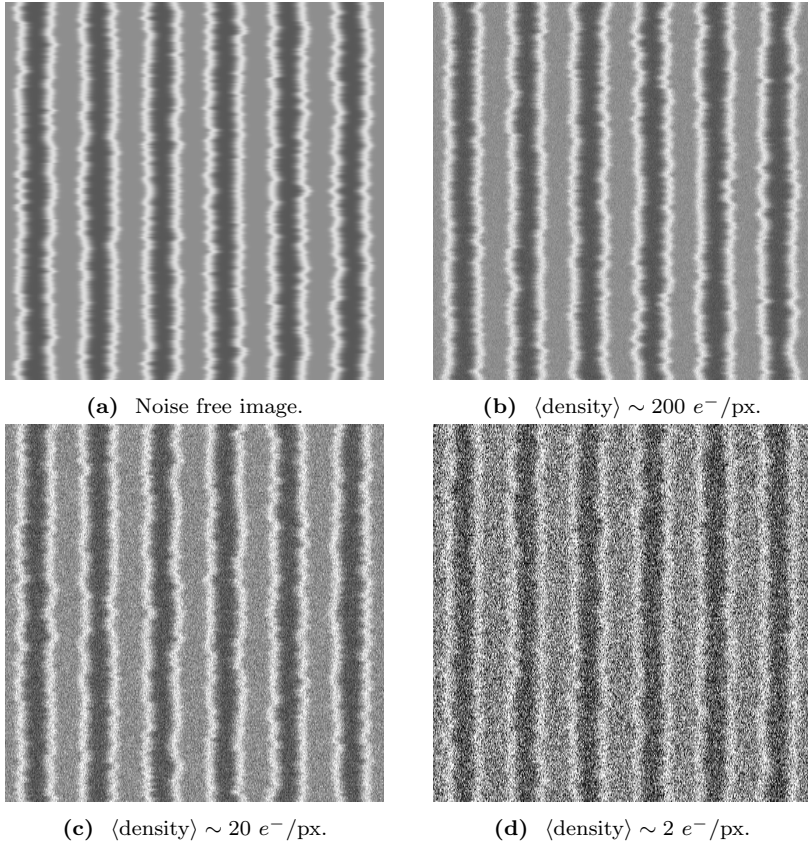 (a) Noise free image.
(b) ⟨density⟩ ∼ 200 e⁻/px.
(c) ⟨density⟩ ∼ 20 e⁻/px.
(d) ⟨density⟩ ∼ 2 e⁻/px.